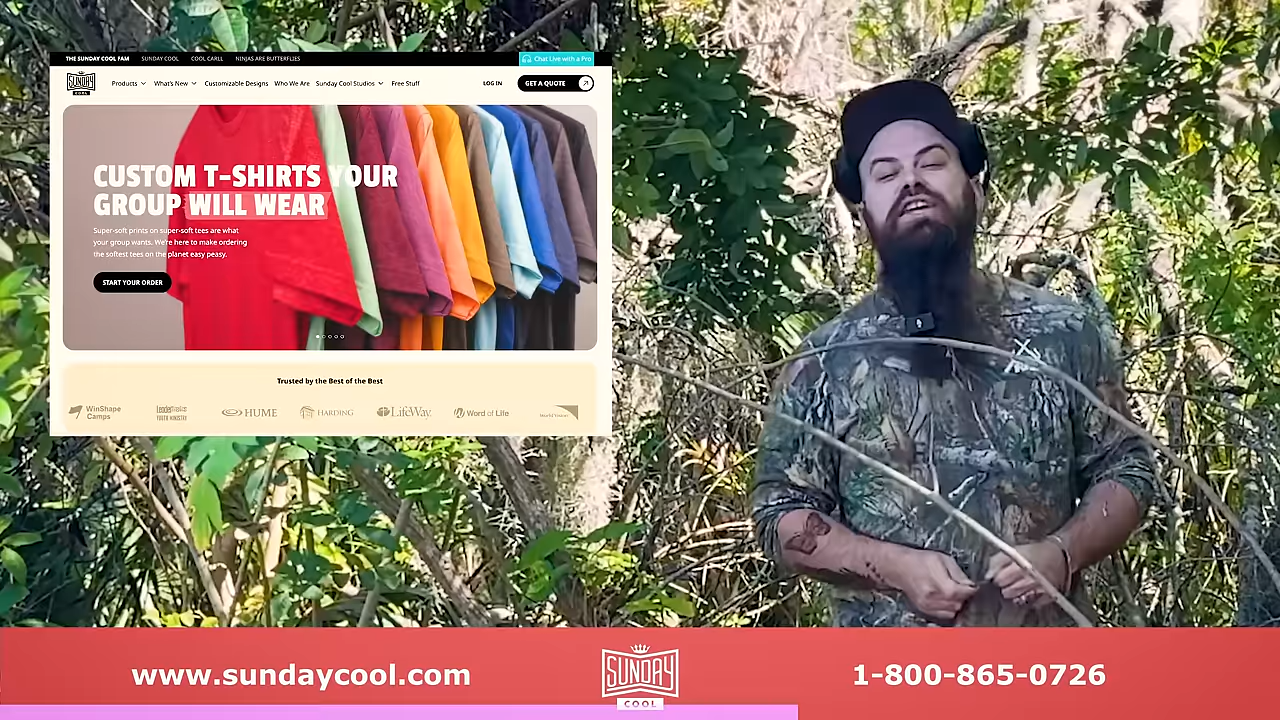 THE SUNDAY COOL FAM SUNDAY COOL COOL CARLL NINJAS ARE BUTTERFLIES Chat Live with a Pro
SUNDAY
COOL
Products What's New Customizable Designs Who We Are Sunday Cool Studios Free Stuff LOG IN GET A QUOTE
CUSTOM T-SHIRTS YOUR
GROUP WILL WEAR
Super-soft prints on super-soft tees are what
your group wants. We're here to make ordering
the softest tees on the planet easy peasy.
START YOUR ORDER
Trusted by the Best of the Best
WinShape
Camps
YOUTH MINISTRY
HUME
HARDING
LifeWay
Word of Life
World Vision
www.sundaycool.com
SUNDAY
COOL
1-800-865-0726